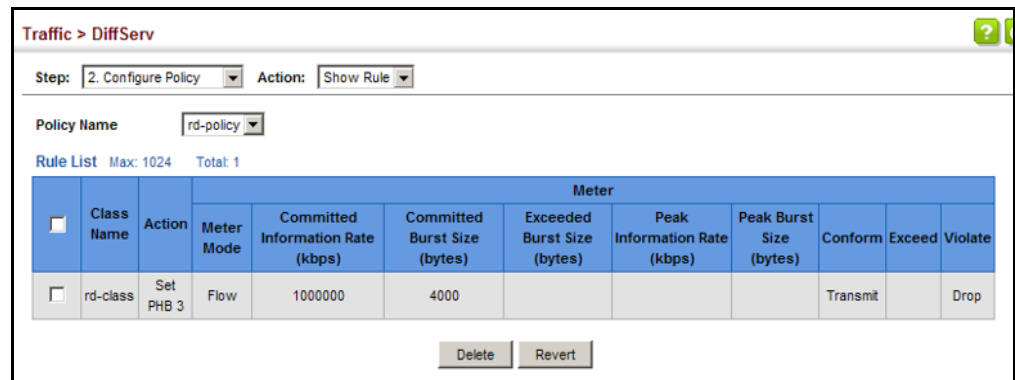 Traffic > DiffServ
?
Step: 2. Configure Policy Action: Show Rule
Policy Name rd-policy
Rule List Max: 1024 Total: 1
Meter
Class Name Action Meter Mode Committed Information Rate (kbps) Committed Burst Size (bytes) Exceeded Burst Size (bytes) Peak Information Rate (kbps) Peak Burst Size (bytes) Conform Exceed Violate
rd-class Set PHB 3 Flow 1000000 4000 Transmit Drop
Delete Revert